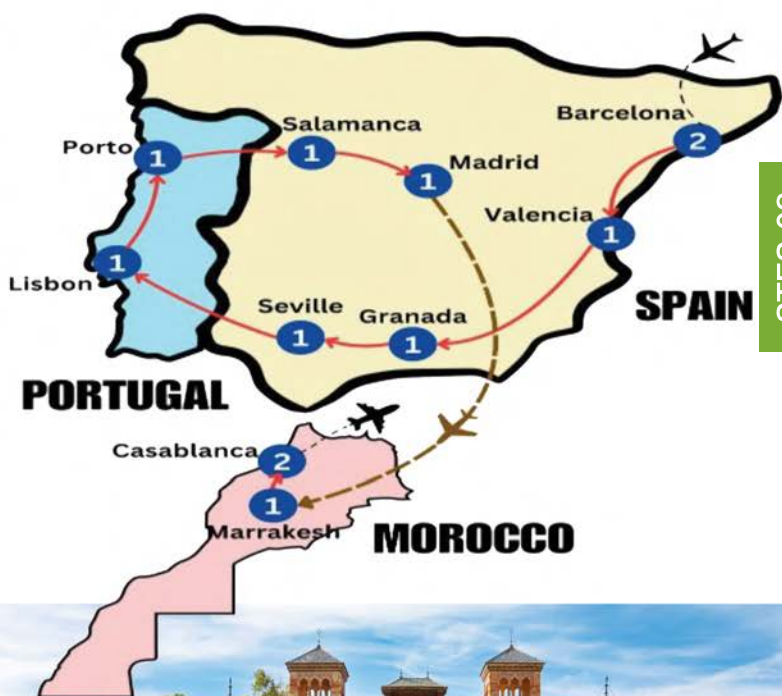 Barcelona
2
Salamanca
1
Porto
1
Madrid
1
Valencia
1
Lisbon
1
SPAIN
Seville
1
Granada
1
PORTUGAL
Casablanca
2
1
Marrakesh
MOROCCO